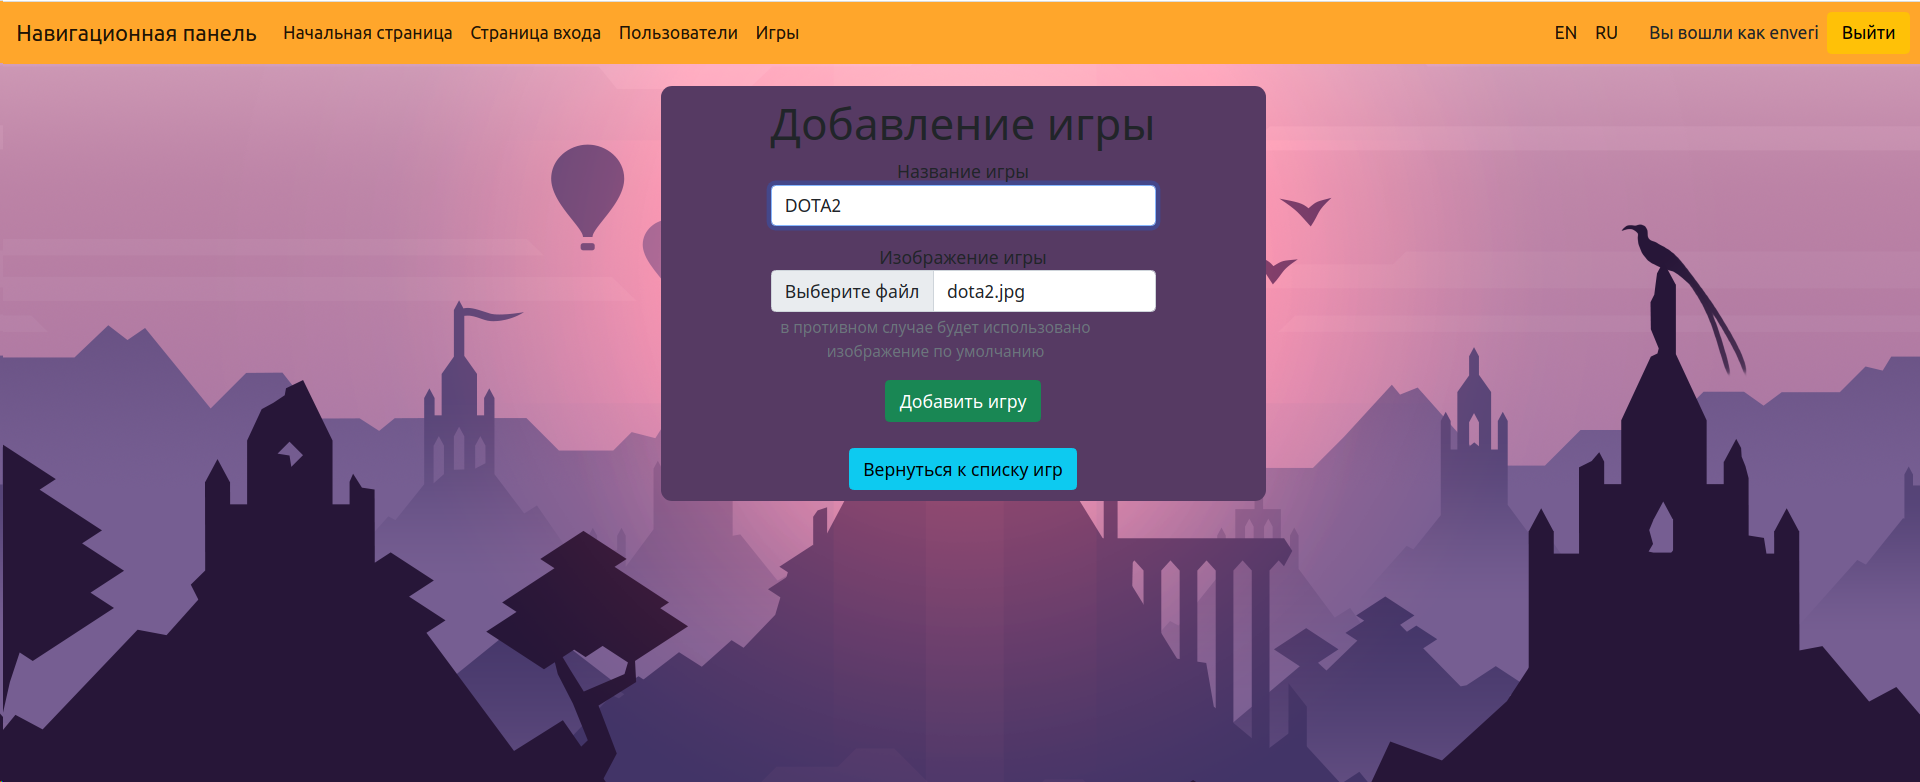 Навигационная панель Начальная страница Страница входа Пользователи Игры EN RU Вы вошли как enveri Выйти
Добавление игры
Название игры
DOTA2
Изображение игры
Выберите файл dota2.jpg
в противном случае будет использовано
изображение по умолчанию
Добавить игру
Вернуться к списку игр